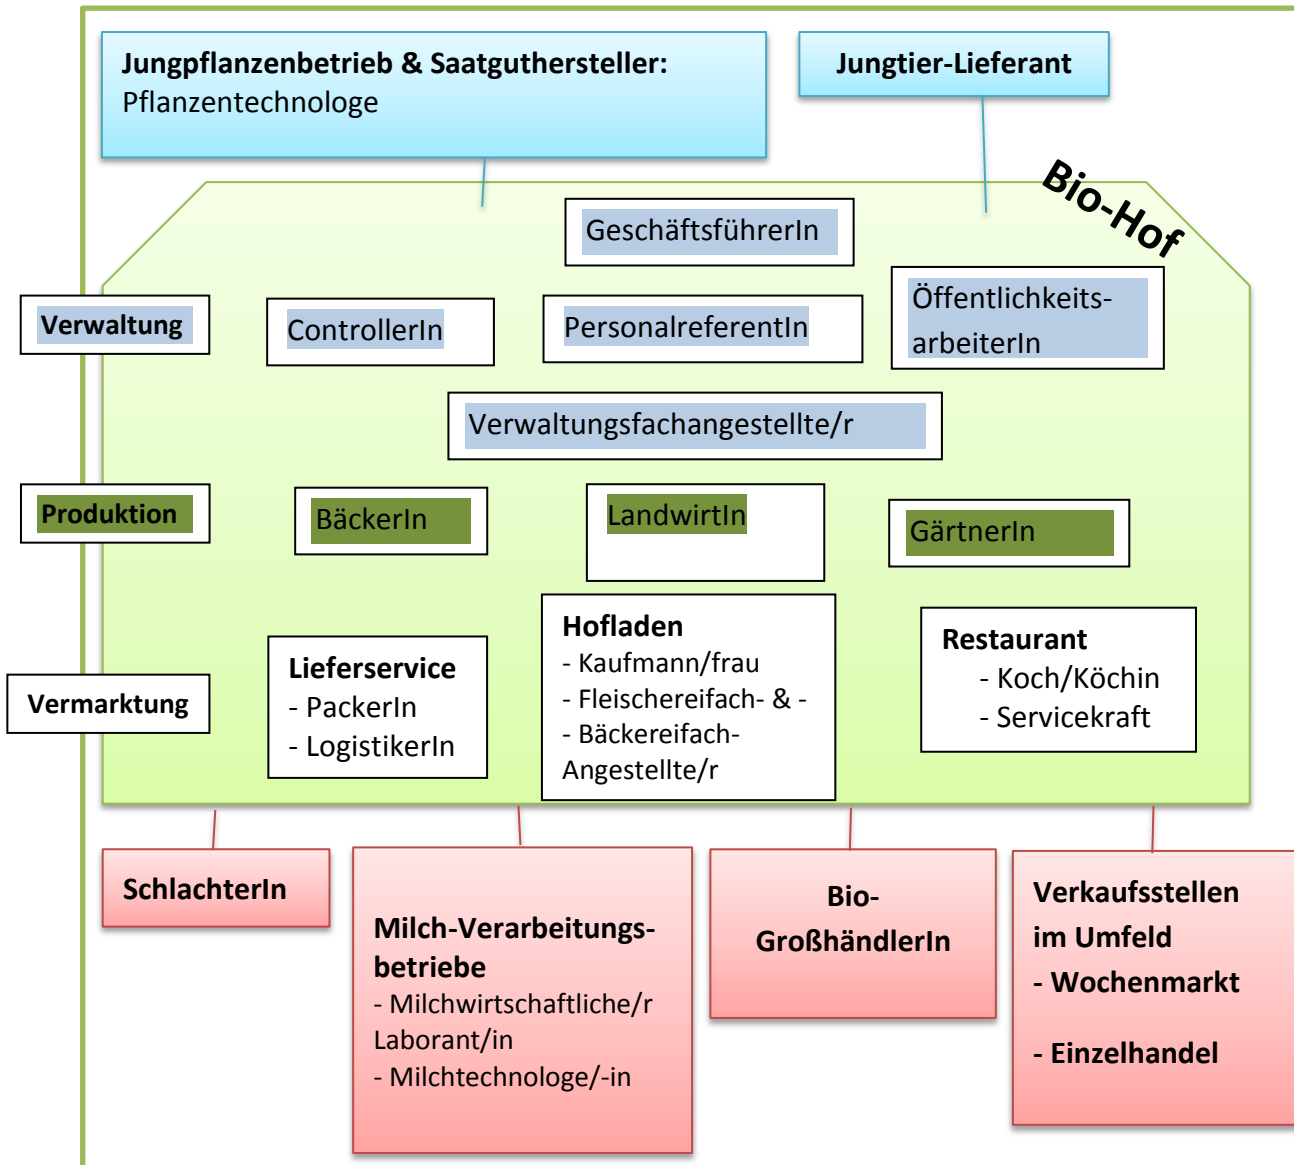 Jungpflanzenbetrieb & Saatguthersteller:
Pflanzentechnologe
Jungtier-Lieferant
Bio-Hof
GeschäftsführerIn
Verwaltung
ControllerIn
PersonalreferentIn
Öffentlichkeits-
arbeiterIn
Verwaltungsfachangestellte/r
Produktion
BäckerIn
LandwirtIn
GärtnerIn
Vermarktung
Lieferservice
- PackerIn
- LogistikerIn
Hofladen
- Kaufmann/frau
- Fleischereifach- & -
- Bäckereifach-
Angestellte/r
Restaurant
- Koch/Köchin
- Servicekraft
SchlachterIn
Milch-Verarbeitungs-
betriebe
- Milchwirtschaftliche/r
Laborant/in
- Milchtechnologe/-in
Bio-
GroßhändlerIn
Verkaufsstellen
im Umfeld
- Wochenmarkt
- Einzelhandel